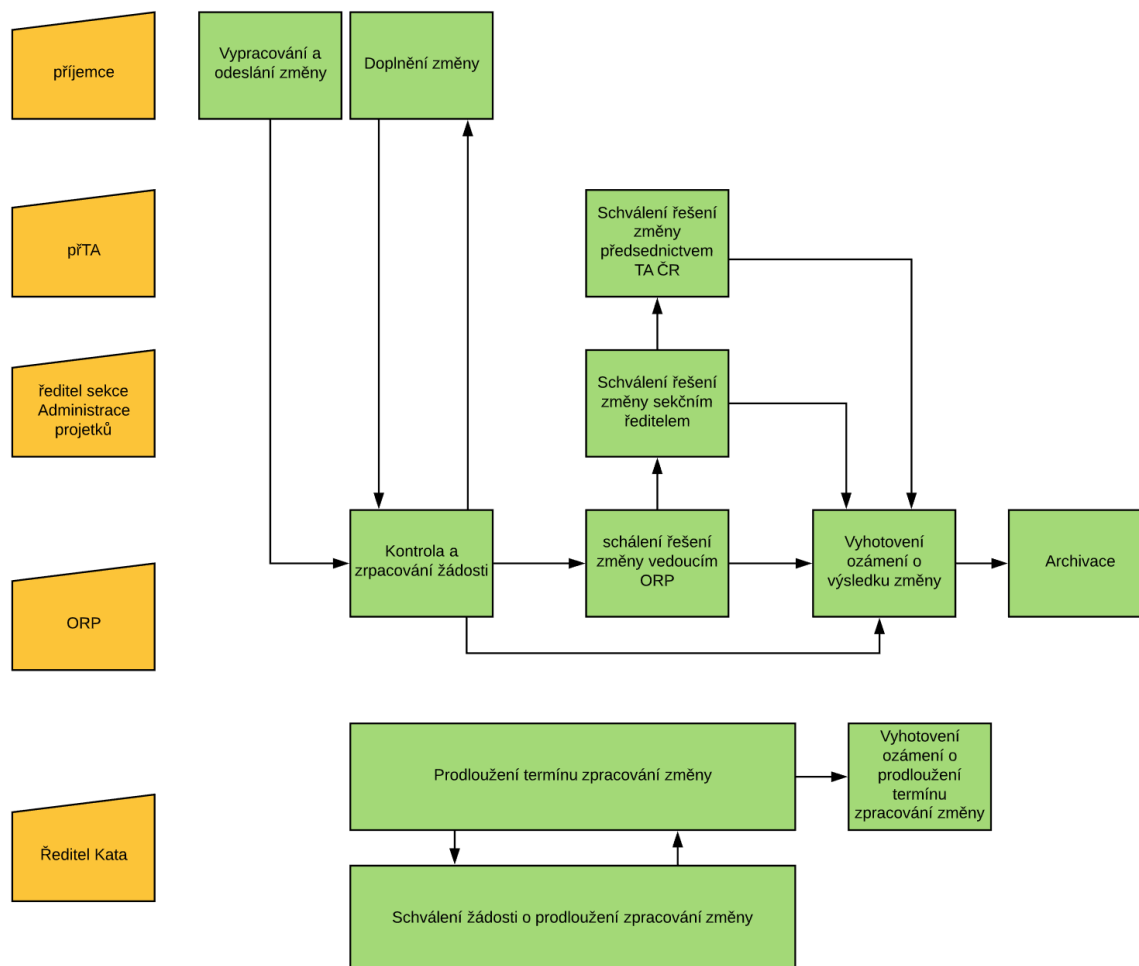 příjemce
Vypracování a
odeslání změny
Doplnění změny
přTA
Schválení řešení
změny
předsednictvem
TA ČR
ředitel sekce
Administrace
projetků
Schválení řešení
změny sekčním
ředitelem
ORP
Kontrola a
zrpacování žádosti
schálení řešení
změny vedoucím
ORP
Vyhotovení
ozámení o
výsledku změny
Archivace
Prodloužení termínu zpracování změny
Vyhotovení
ozámení o
prodloužení
termínu
zpracování změny
Ředitel Kata
Schválení žádosti o prodloužení zpracování změny